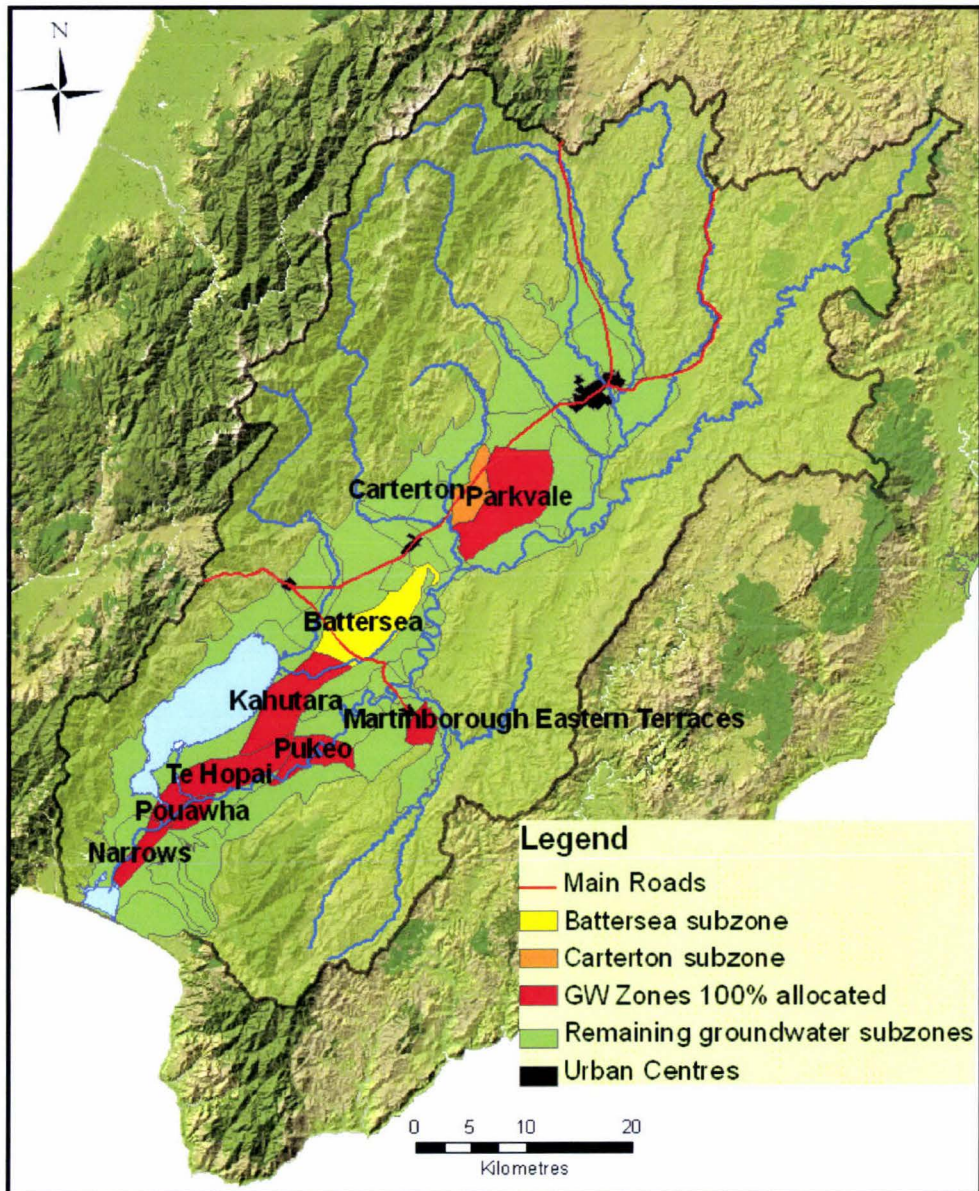 N
Carterton
Parkvale
Battersea
Kahutara
Martinborough Eastern Terraces
Pukeo
Te Hopai
Pouawha
Narrows
Legend
Main Roads
Battersea subzone
Carterton subzone
GW Zones 100% allocated
Remaining groundwater subzones
Urban Centres
0 5 10 20
Kilometres